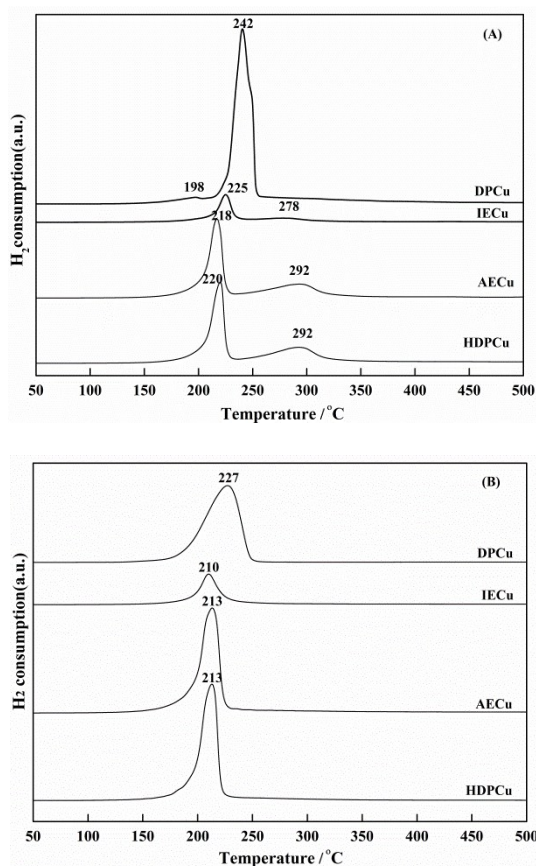 (A)
242
198
DPCu
225
278
IECu
218
292
AECu
220
292
HDPCu
H2consumption(a.u.)
50 100 150 200 250 300 350 400 450 500
Temperature / °C
(B)
227
DPCu
210
IECu
213
AECu
213
HDPCu
H2 consumption(a.u.)
50 100 150 200 250 300 350 400 450 500
Temperature / °C